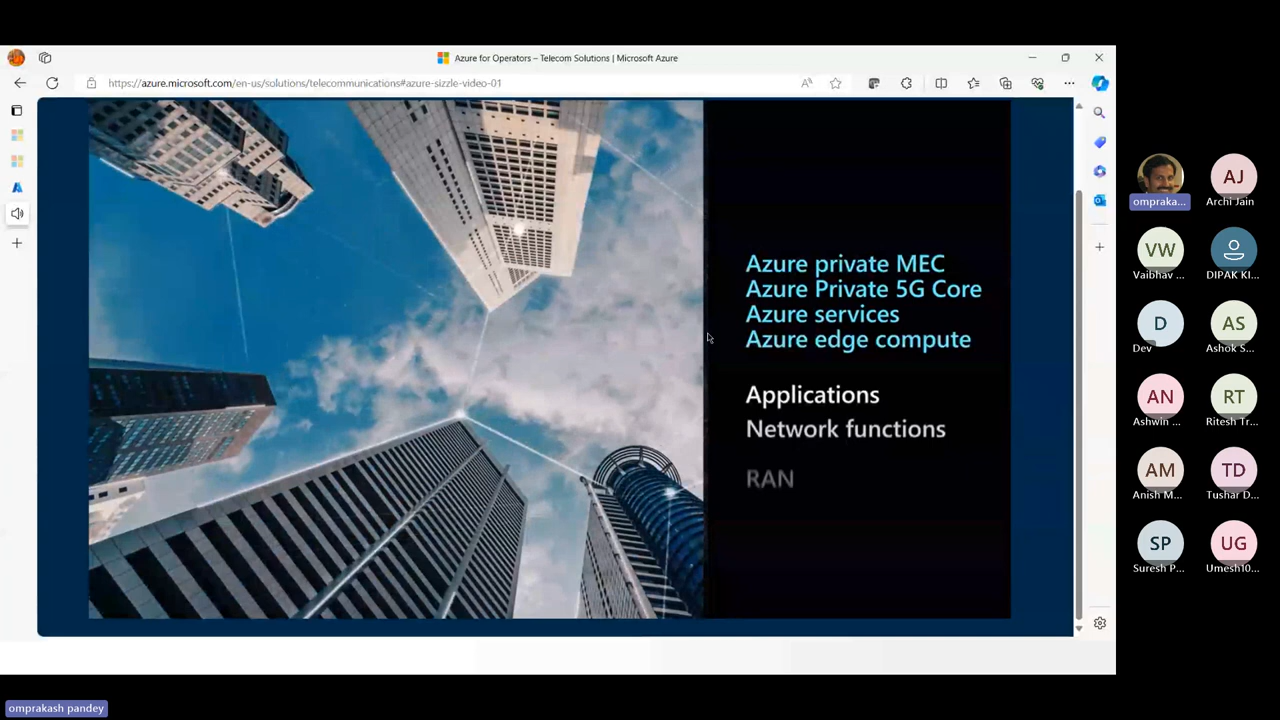 Azure for Operators – Telecom Solutions | Microsoft Azure
https://azure.microsoft.com/en-us/solutions/telecommunications#azure-sizzle-video-01
Azure private MEC
Azure Private 5G Core
Azure services
Azure edge compute
Applications
Network functions
RAN
ompraka...
AJ
Archi Jain
VW
Vaibhav ...
DIPAK KI...
D
Dev
AS
Ashok S...
AN
Ashwin ...
RT
Ritesh Tr...
AM
Anish M...
TD
Tushar D...
SP
Suresh P...
UG
Umesh10...
omprakash pandey